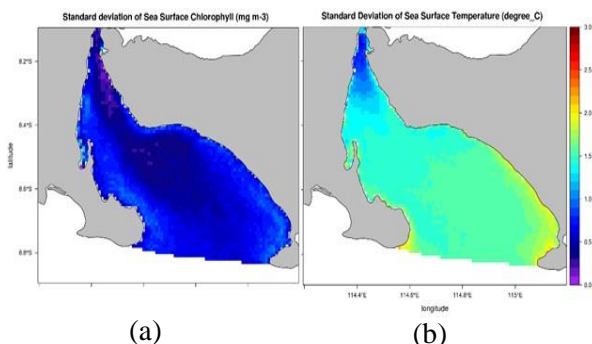 Standard deviation of Sea Surface Chlorophyll (mg m-3)
Standard Deviation of Sea Surface Temperature (degree_C)
8.2°S
8.4°S
8.6°S
8.8°S
latitude
3.0
2.5
2.0
1.5
1.0
0.5
0.0
114.4°E
114.6°E
114.8°E
115°E
longitude
(a)
(b)